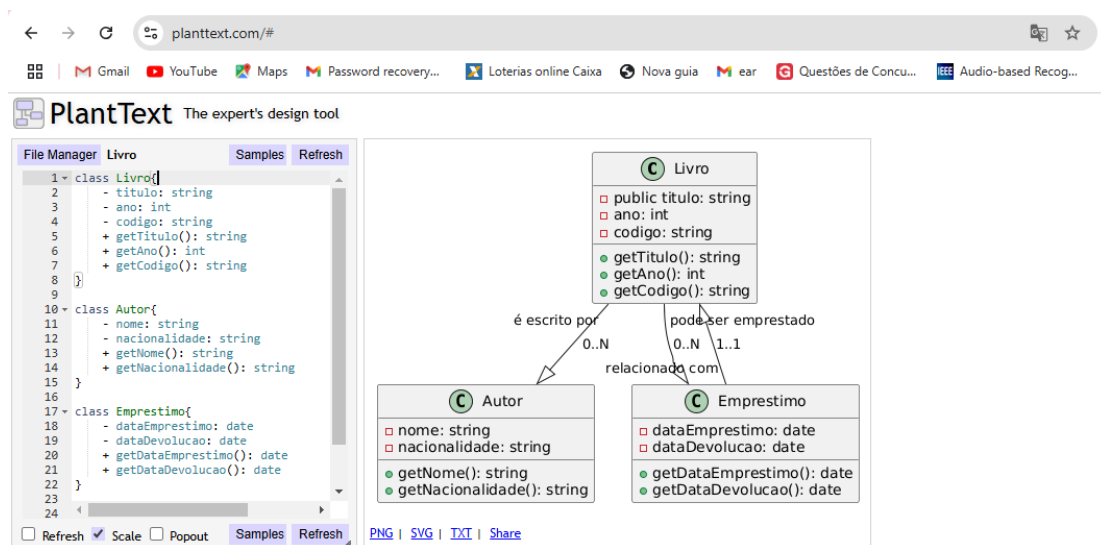 planttext.com/#
Gmail YouTube Maps Password recovery... Loterias online Caixa Nova guia ear Questões de Concu... IEEE Audio-based Recog...
PlantText The expert's design tool
File Manager Livro Samples Refresh
1 class Livro{
2 - titulo: string
3 - ano: int
4 - codigo: string
5 + getTitulo(): string
6 + getAno(): int
7 + getCodigo(): string
8 }
9
10 class Autor{
11 - nome: string
12 - nacionalidade: string
13 + getNome(): string
14 + getNacionalidade(): string
15 }
16
17 class Emprestimo{
18 - dataEmprestimo: date
19 - dataDevolucao: date
20 + getDataEmprestimo(): date
21 + getDataDevolucao(): date
22 }
23
24
Refresh Scale Popout Samples Refresh
C Livro
public titulo: string
ano: int
codigo: string
getTitulo(): string
getAno(): int
getCodigo(): string
é escrito por
pode ser emprestado
0..N
0..N
1..1
relacionado com
C Autor
nome: string
nacionalidade: string
getNome(): string
getNacionalidade(): string
C Emprestimo
dataEmprestimo: date
dataDevolucao: date
getDataEmprestimo(): date
getDataDevolucao(): date
PNG | SVG | TXT | Share